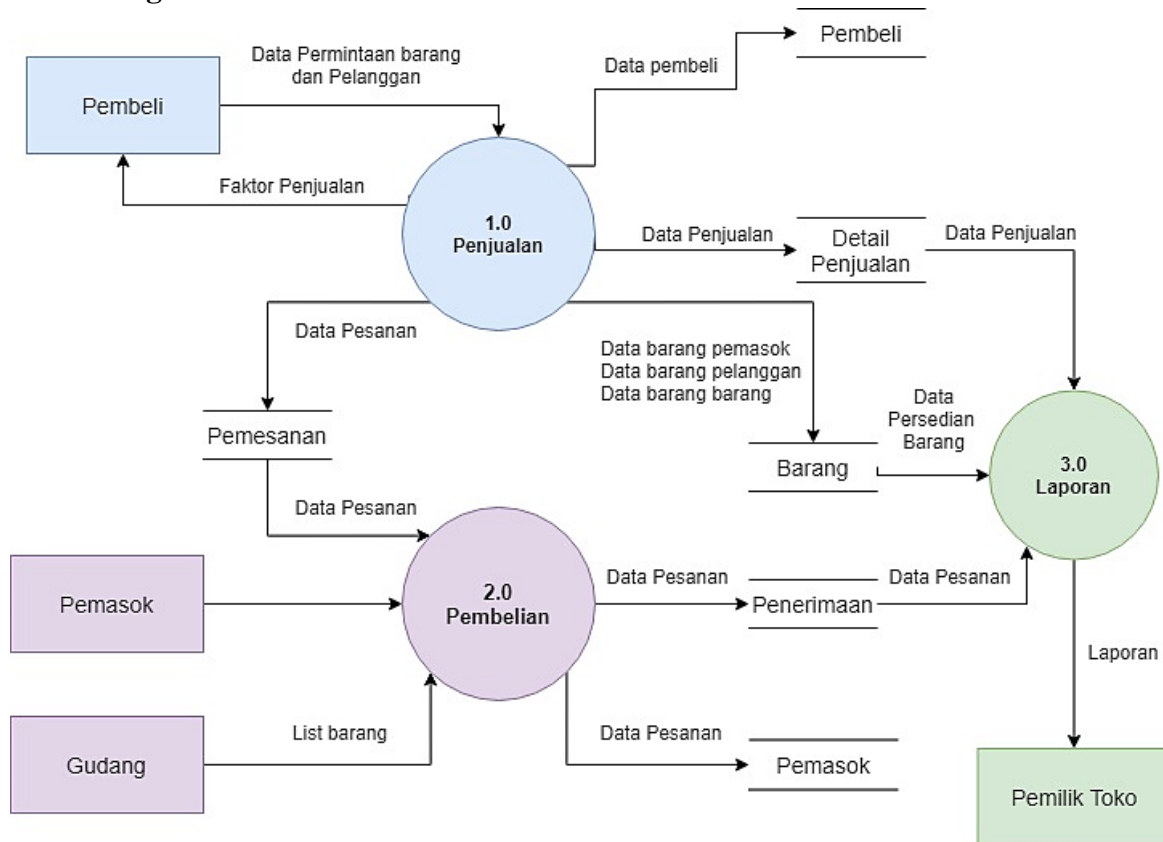 Data Permintaan barang
dan Pelanggan
Pembeli
Data pembeli
Pembeli
Faktor Penjualan
1.0
Penjualan
Data Penjualan
Detail
Penjualan
Data Penjualan
Data Pesanan
Data barang pemasok
Data barang pelanggan
Data barang barang
Pemesanan
Data
Persedian
Barang
Barang
3.0
Laporan
Data Pesanan
Pemasok
2.0
Pembelian
Data Pesanan
Penerimaan
Data Pesanan
Laporan
List barang
Gudang
Data Pesanan
Pemasok
Pemilik Toko